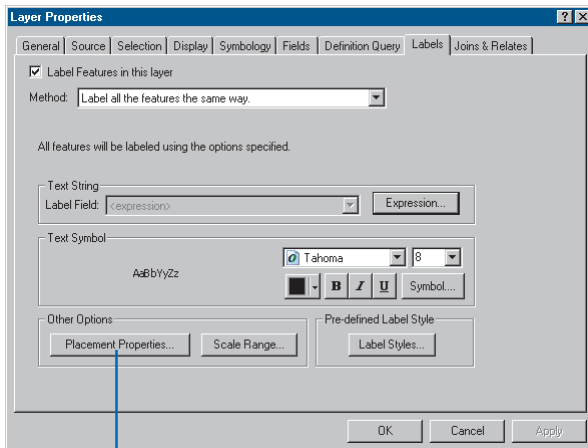 Layer Properties
General Source Selection Display Symbology Fields Definition Query Labels Joins & Relates
Label Features in this layer
Method: Label all the features the same way.
All features will be labeled using the options specified.
Text String
Label Field: <expression> Expression...
Text Symbol
AaBbYyZz Tahoma 8
B I U Symbol....
Other Options Pre-defined Label Style
Placement Properties... Scale Range... Label Styles...
OK Cancel Apply